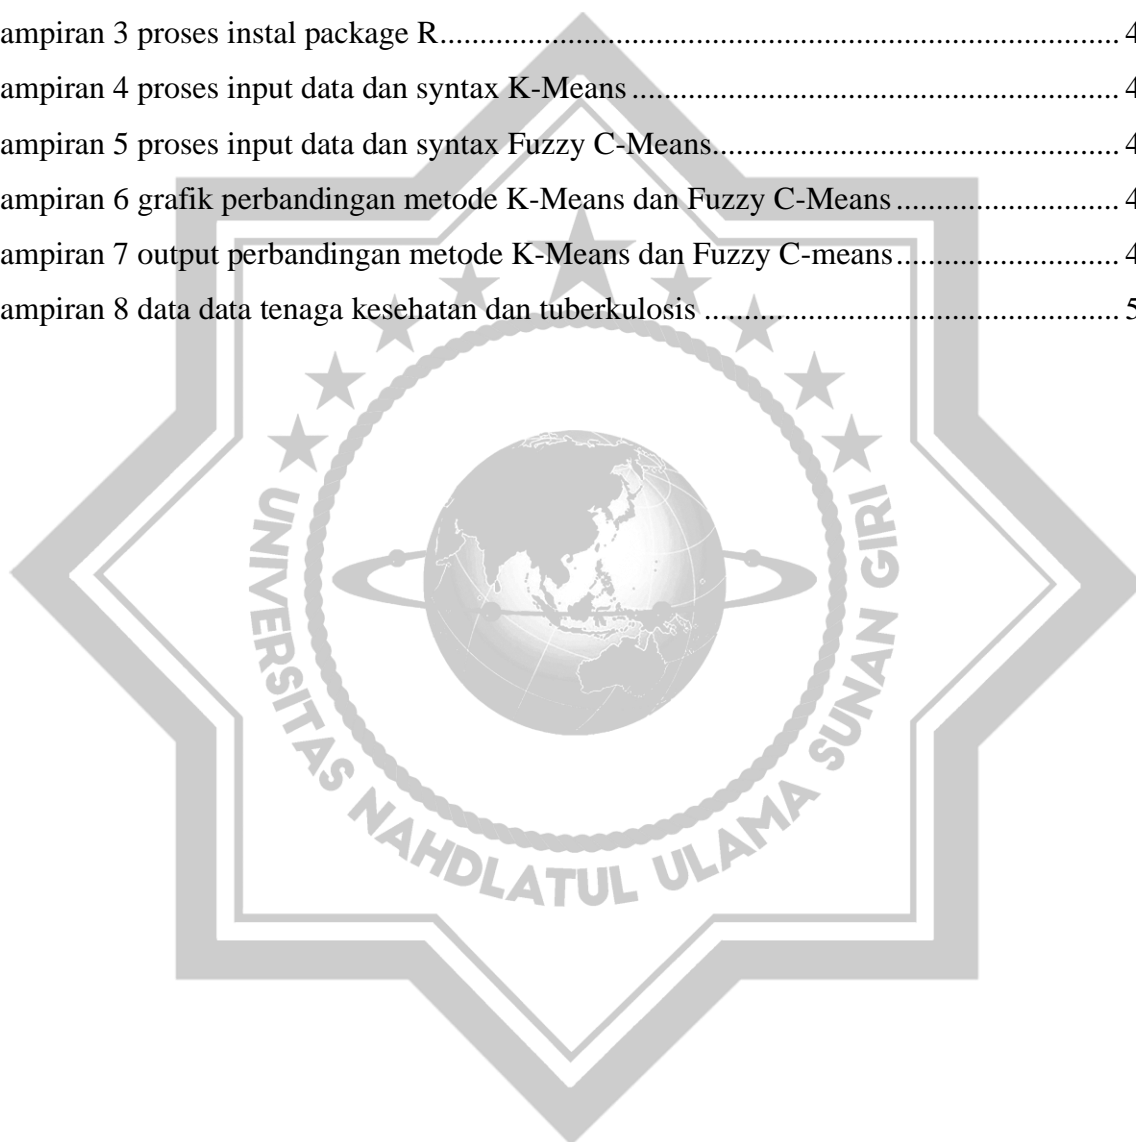 ampiran 3 proses instal package R..................................................................................... 4
ampiran 4 proses input data dan syntax K-Means ............................................................. 4
ampiran 5 proses input data dan syntax Fuzzy C-Means................................................... 4
ampiran 6 grafik perbandingan metode K-Means dan Fuzzy C-Means ............................ 4
ampiran 7 output perbandingan metode K-Means dan Fuzzy C-means............................ 4
ampiran 8 data data tenaga kesehatan dan tuberkulosis .................................................... 5
UNIVERSITAS NAHDLATUL ULAMA SUNAN GIRI